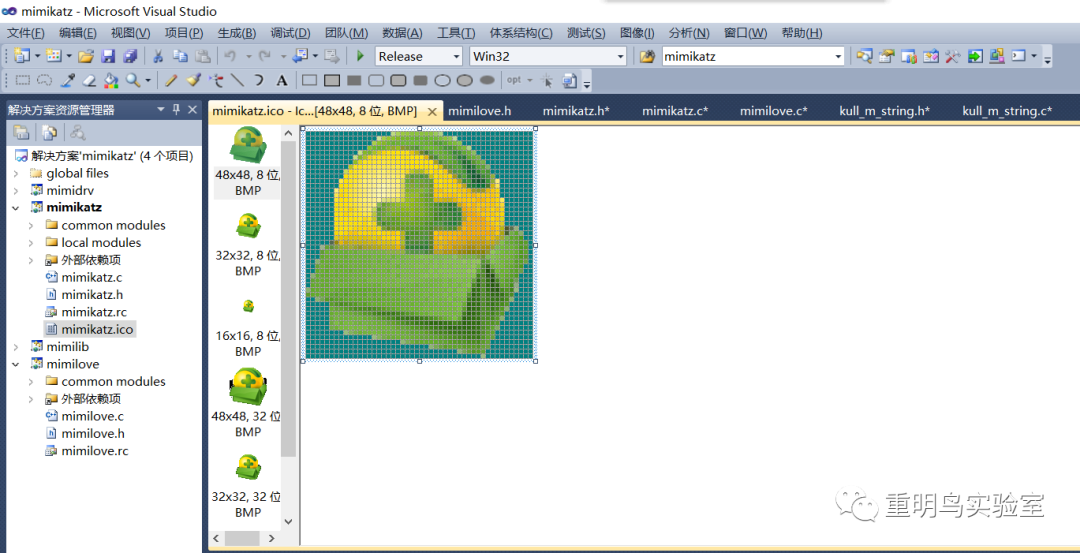 mimikatz - Microsoft Visual Studio
文件(F) 编辑(E) 视图(V) 项目(P) 生成(B) 调试(D) 团队(M) 数据(A) 工具(T) 体系结构(C) 测试(S) 图像(I) 分析(N) 窗口(W) 帮助(H)
Release Win32 mimikatz
A opt
解决方案资源管理器
mimikatz.ico - Ic...[48x48, 8 位, BMP] mimilove.h mimikatz.h* mimikatz.c* mimilove.c* kull_m_string.h* kull_m_string.c*
解决方案'mimikatz' (4 个项目)
global files
mimidrv
mimikatz
common modules
local modules
外部依赖项
mimikatz.c
mimikatz.h
mimikatz.rc
mimikatz.ico
mimilib
mimilove
common modules
外部依赖项
mimilove.c
mimilove.h
mimilove.rc
48x48, 8 位,
BMP
32x32, 8 位,
BMP
16x16, 8 位,
BMP
48x48, 32 位
BMP
32x32, 32 位
BMP
重明鸟实验室